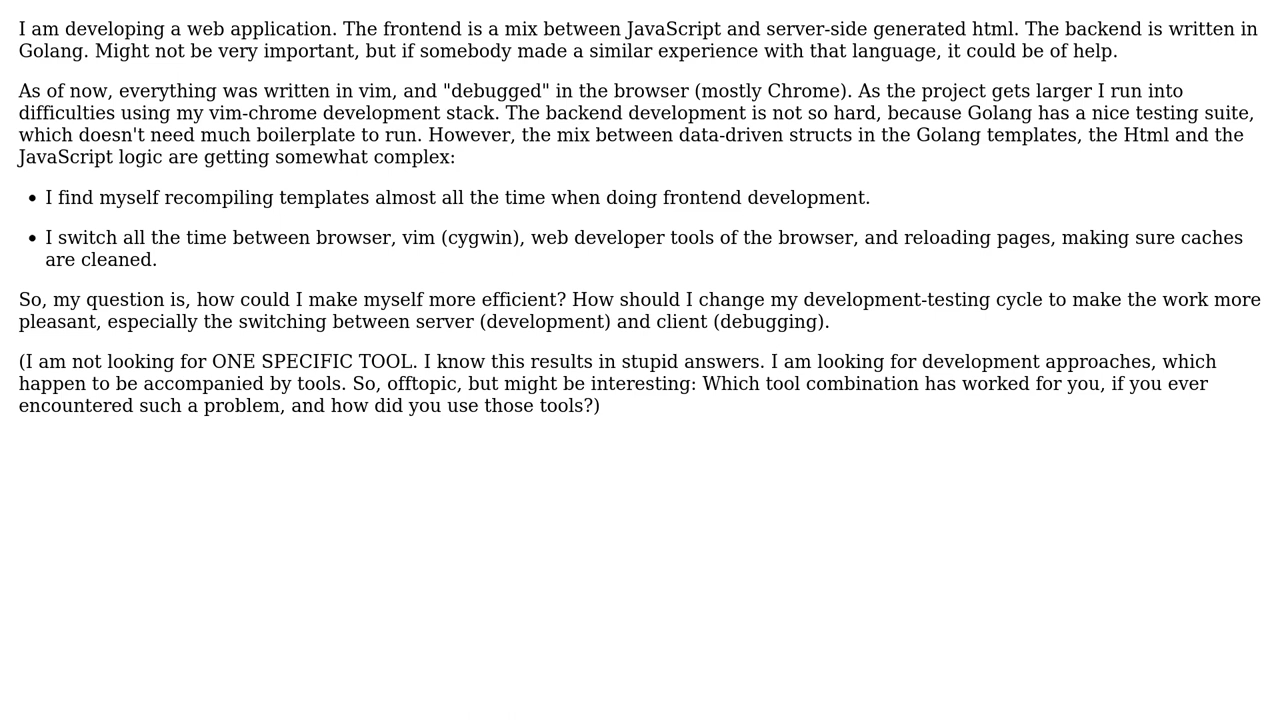 I am developing a web application. The frontend is a mix between JavaScript and server-side generated html. The backend is written in
Golang. Might not be very important, but if somebody made a similar experience with that language, it could be of help.
As of now, everything was written in vim, and "debugged" in the browser (mostly Chrome). As the project gets larger I run into
difficulties using my vim-chrome development stack. The backend development is not so hard, because Golang has a nice testing suite,
which doesn't need much boilerplate to run. However, the mix between data-driven structs in the Golang templates, the Html and the
JavaScript logic are getting somewhat complex:
• I find myself recompiling templates almost all the time when doing frontend development.
• I switch all the time between browser, vim (cygwin), web developer tools of the browser, and reloading pages, making sure caches
are cleaned.
So, my question is, how could I make myself more efficient? How should I change my development-testing cycle to make the work more
pleasant, especially the switching between server (development) and client (debugging).
(I am not looking for ONE SPECIFIC TOOL. I know this results in stupid answers. I am looking for development approaches, which
happen to be accompanied by tools. So, offtopic, but might be interesting: Which tool combination has worked for you, if you ever
encountered such a problem, and how did you use those tools?)